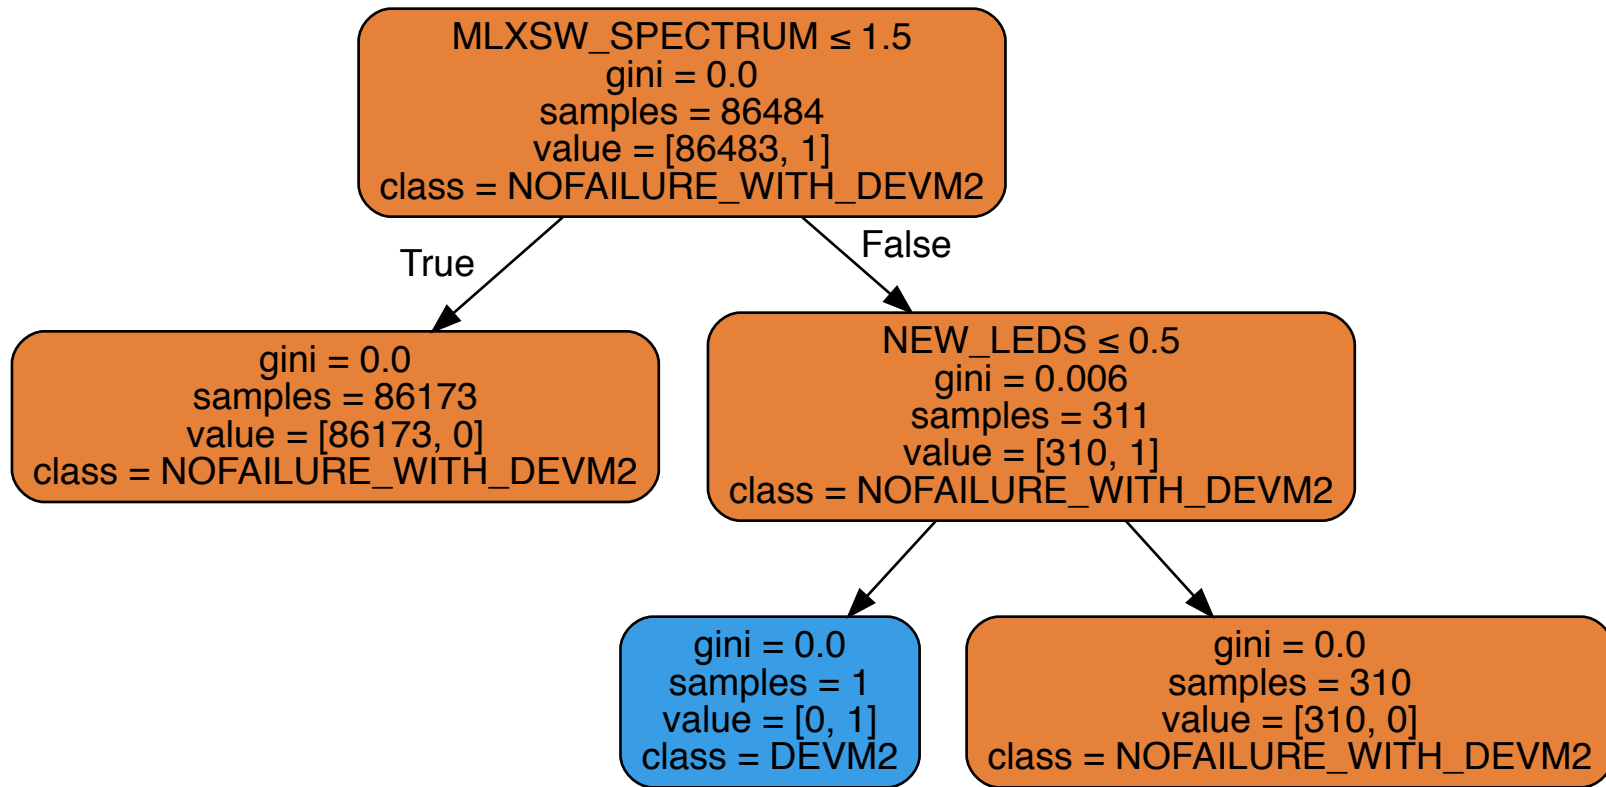 MLXSW_SPECTRUM ≤ 1.5
gini = 0.0
samples = 86484
value = [86483, 1]
class = NOFAILURE_WITH_DEVM2
True
False
gini = 0.0
samples = 86173
value = [86173, 0]
class = NOFAILURE_WITH_DEVM2
NEW_LEDS ≤ 0.5
gini = 0.006
samples = 311
value = [310, 1]
class = NOFAILURE_WITH_DEVM2
gini = 0.0
samples = 1
value = [0, 1]
class = DEVM2
gini = 0.0
samples = 310
value = [310, 0]
class = NOFAILURE_WITH_DEVM2